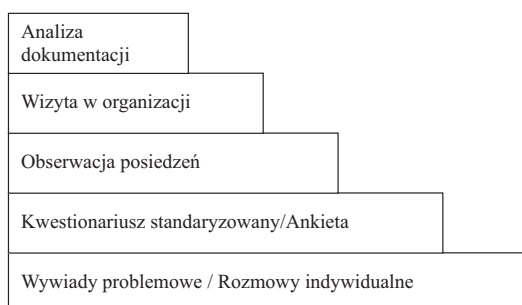 Analiza
dokumentacji
Wizyta w organizacji
Obserwacja posiedzeń
Kwestionariusz standaryzowany/Ankieta
Wywiady problemowe / Rozmowy indywidualne